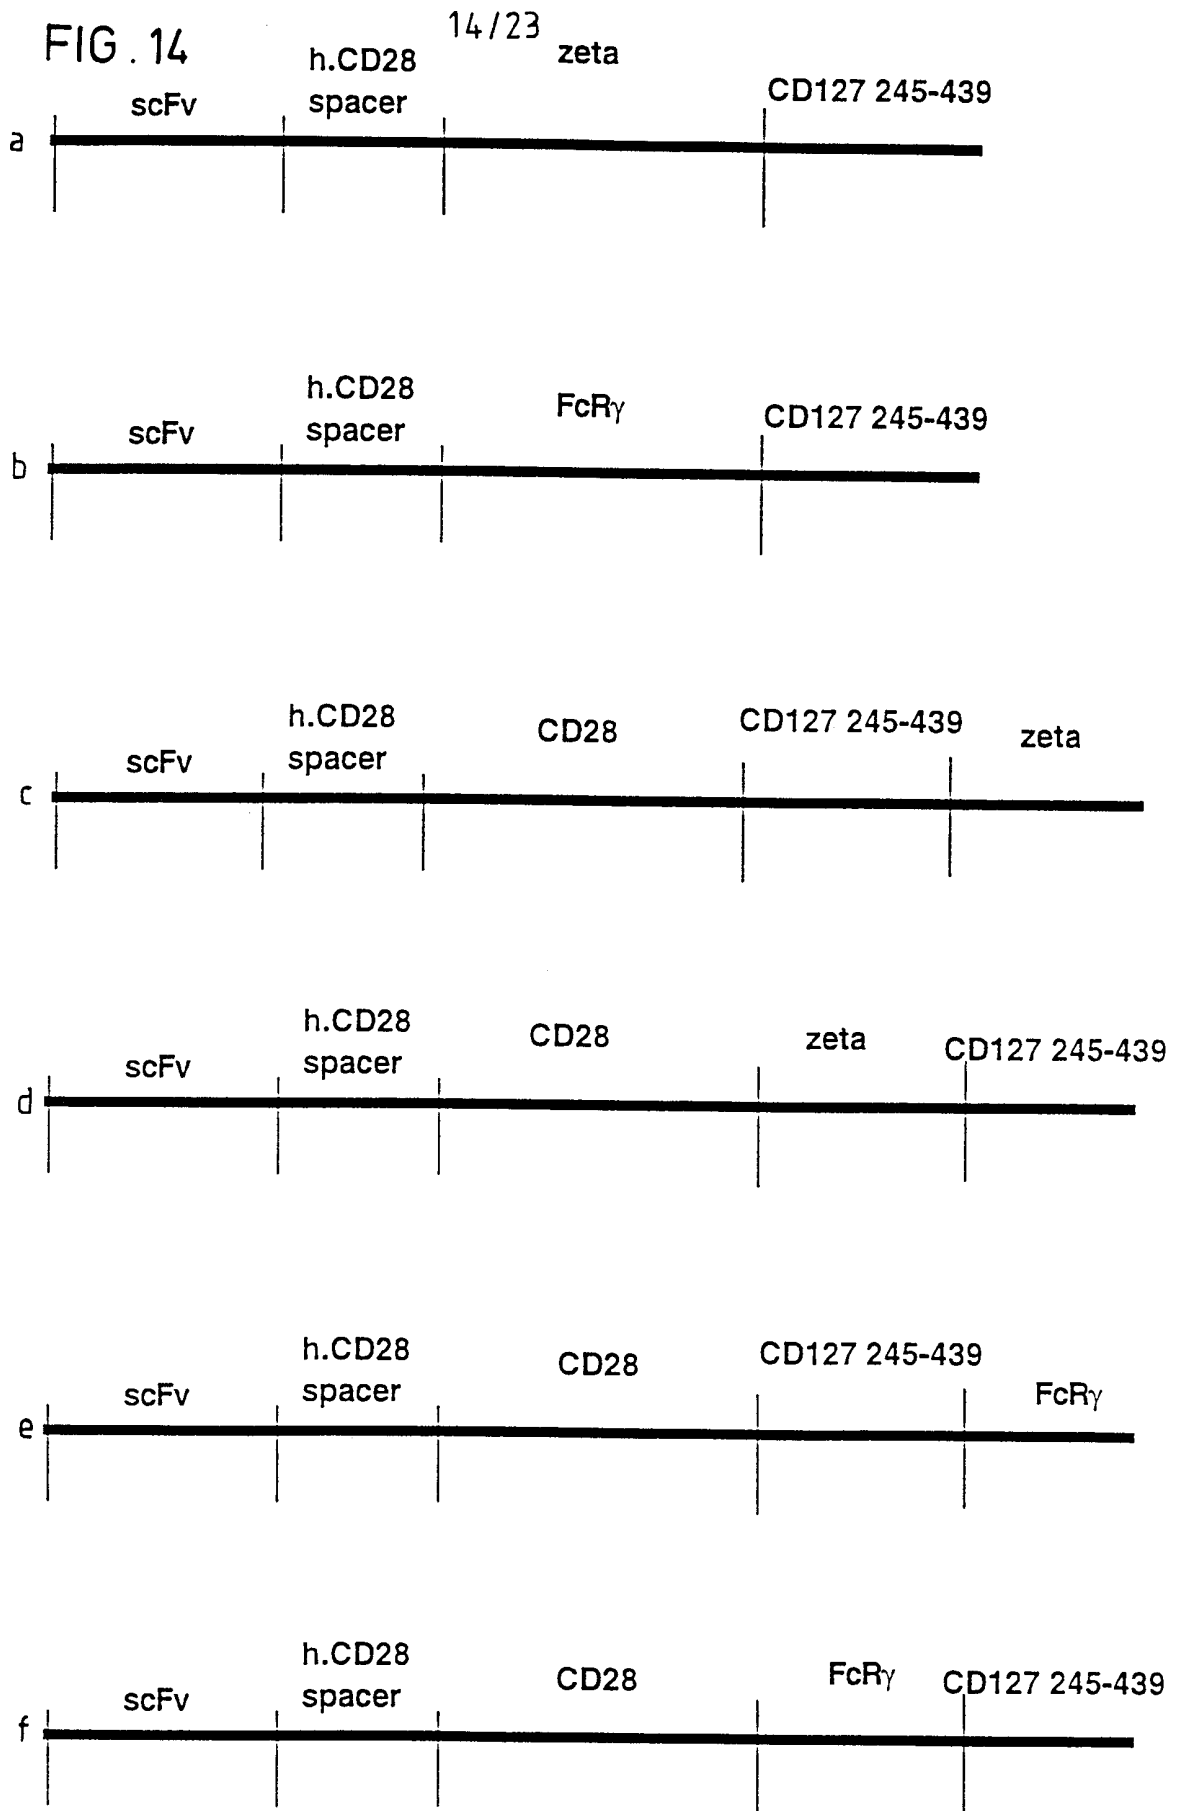 FIG. 14
14/23
scFv
h.CD28
spacer
zeta
CD127 245-439
a
scFv
h.CD28
spacer
FcRγ
CD127 245-439
b
scFv
h.CD28
spacer
CD28
CD127 245-439
zeta
c
scFv
h.CD28
spacer
CD28
zeta
CD127 245-439
d
scFv
h.CD28
spacer
CD28
CD127 245-439
FcRγ
e
scFv
h.CD28
spacer
CD28
FcRγ
CD127 245-439
f